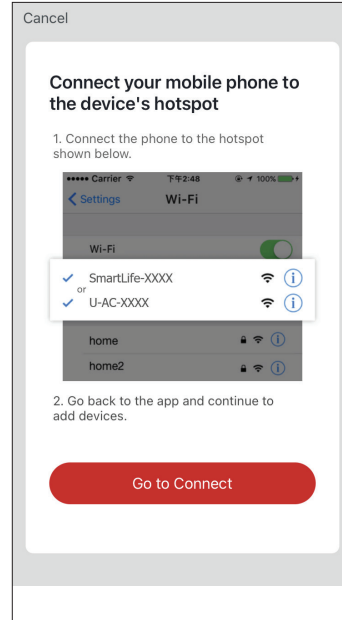 Cancel
Connect your mobile phone to
the device's hotspot
1. Connect the phone to the hotspot
shown below.
Carrier 下午2:48 100%
Settings Wi-Fi
Wi-Fi
SmartLife-XXXX
or
U-AC-XXXX
home
home2
2. Go back to the app and continue to
add devices.
Go to Connect